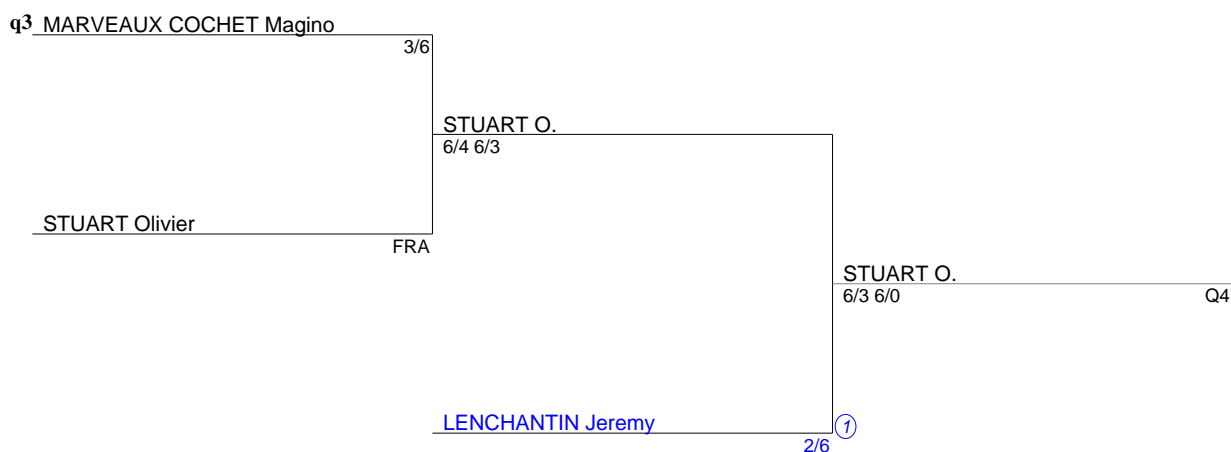 q3 MARVEAUX COCHET Magino
3/6
STUART O.
6/4 6/3
STUART Olivier
FRA
STUART O.
6/3 6/0 Q4
LENCHANTIN Jeremy 1
2/6